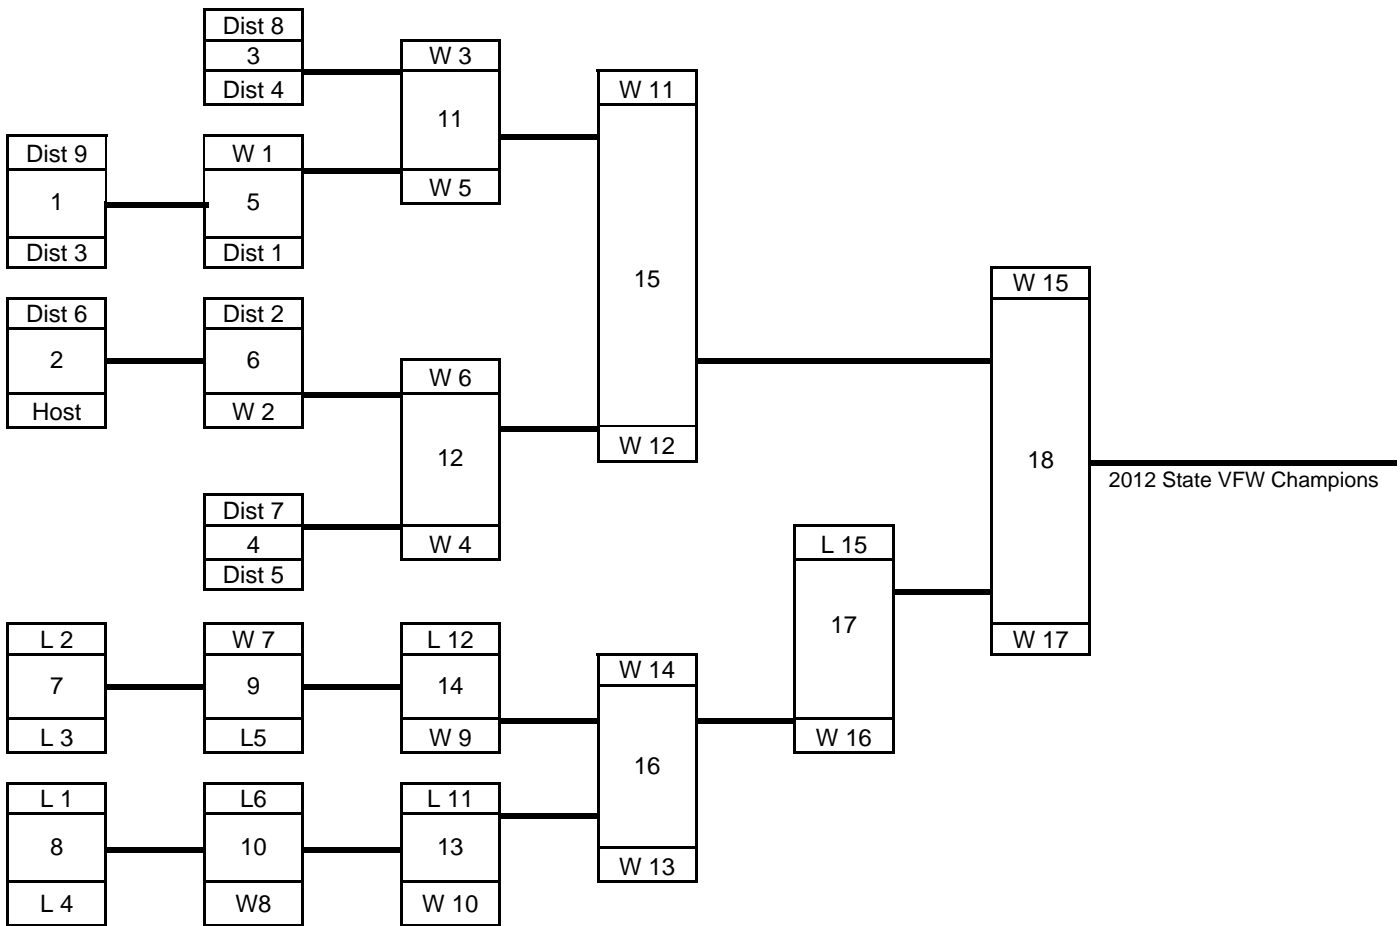 Dist 8
3
Dist 4
W 3
11
W 5
W 11
15
W 12
Dist 9
1
Dist 3
W 1
5
Dist 1
Dist 6
2
Host
Dist 2
6
W 2
W 6
12
W 4
Dist 7
4
Dist 5
W 15
18
W 17
2012 State VFW Champions
L 15
17
W 16
L 2
7
L 3
W 7
9
L5
L 12
14
W 9
W 14
16
W 13
L 1
8
L 4
L6
10
W8
L 11
13
W 10